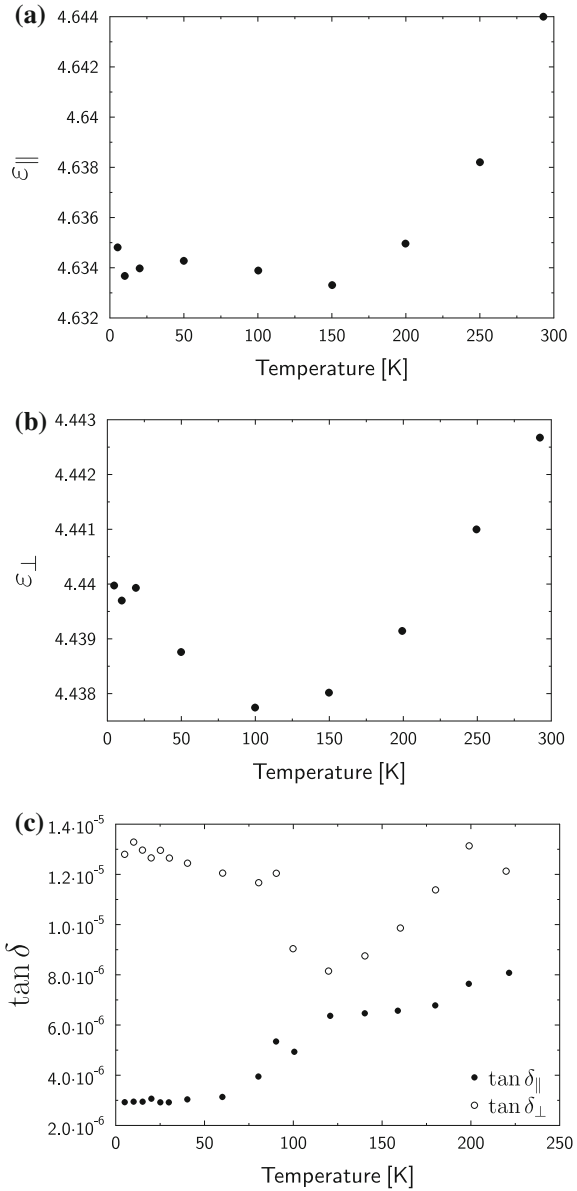 (a)
4.644
4.642
4.64
4.638
4.636
4.634
4.632
ε∥
0 50 100 150 200 250 300
Temperature [K]
(b)
4.443
4.442
4.441
4.44
4.439
4.438
ε⊥
0 50 100 150 200 250 300
Temperature [K]
(c)
1.4·10⁻⁵
1.2·10⁻⁵
1.0·10⁻⁵
8.0·10⁻⁶
6.0·10⁻⁶
4.0·10⁻⁶
2.0·10⁻⁶
tan δ
tan δ∥
tan δ⊥
0 50 100 150 200 250
Temperature [K]